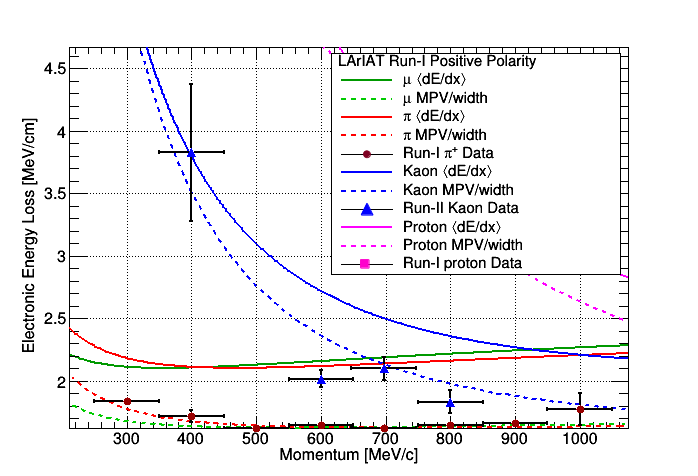 LArIAT Run-I Positive Polarity
μ ⟨dE/dx⟩
μ MPV/width
π ⟨dE/dx⟩
π MPV/width
Run-I π⁺ Data
Kaon ⟨dE/dx⟩
Kaon MPV/width
Run-II Kaon Data
Proton ⟨dE/dx⟩
Proton MPV/width
Run-I proton Data
Electronic Energy Loss [MeV/cm]
4.5
4
3.5
3
2.5
2
300 400 500 600 700 800 900 1000
Momentum [MeV/c]